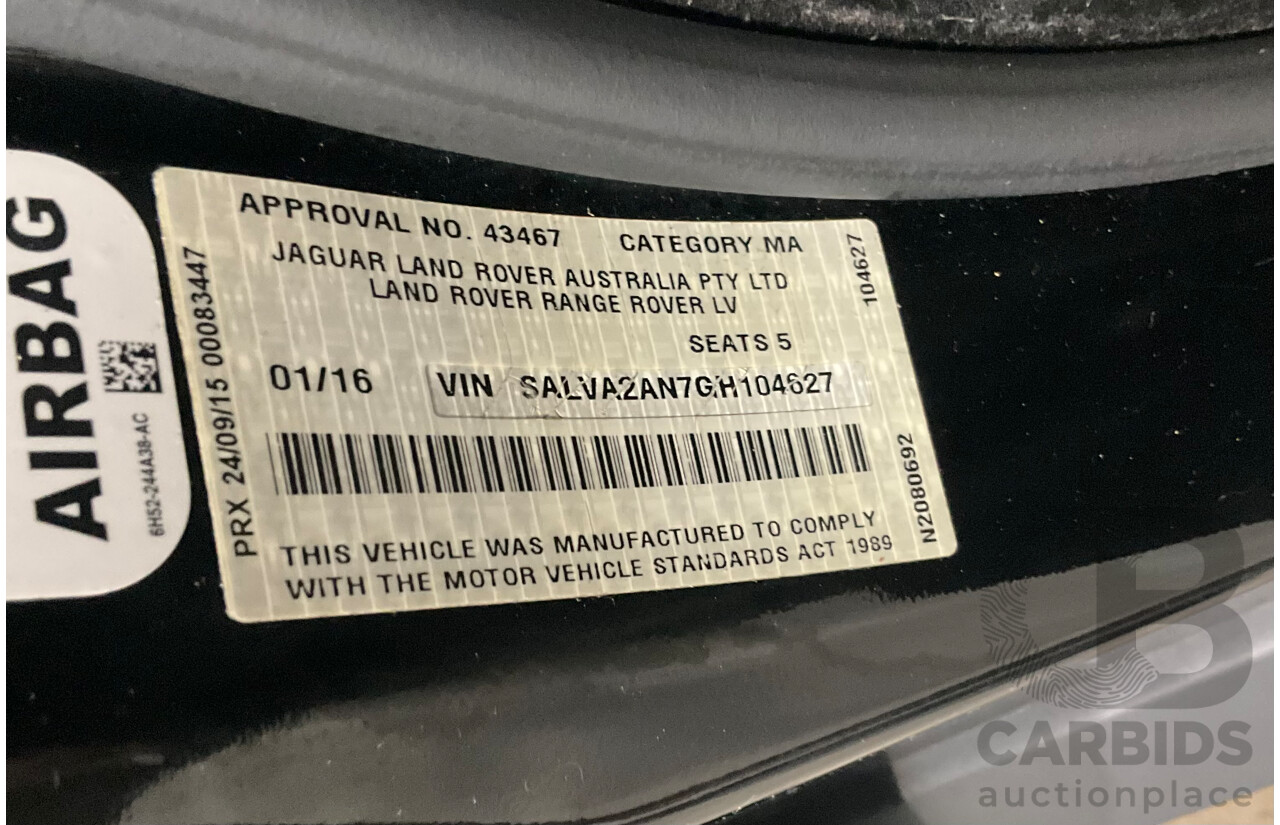 AIRBAG
6H52-244A38-AC
PRX 24/09/15 00083447
APPROVAL NO. 43467 CATEGORY MA
JAGUAR LAND ROVER AUSTRALIA PTY LTD
LAND ROVER RANGE ROVER LV
SEATS 5
01/16 VIN SALVA2AN7GH104627
THIS VEHICLE WAS MANUFACTURED TO COMPLY
WITH THE MOTOR VEHICLE STANDARDS ACT 1989
104627
N2080692
CB
CARBIDS
auctionplace